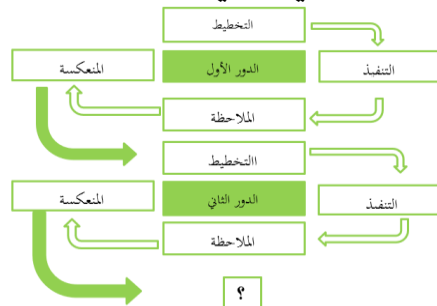 التخطيط
التنفيذ
الدور الأول
المنعكسة
الملاحظة
االتخطيط
التنفيذ
الدور الثاني
المنعكسة
الملاحظة
؟